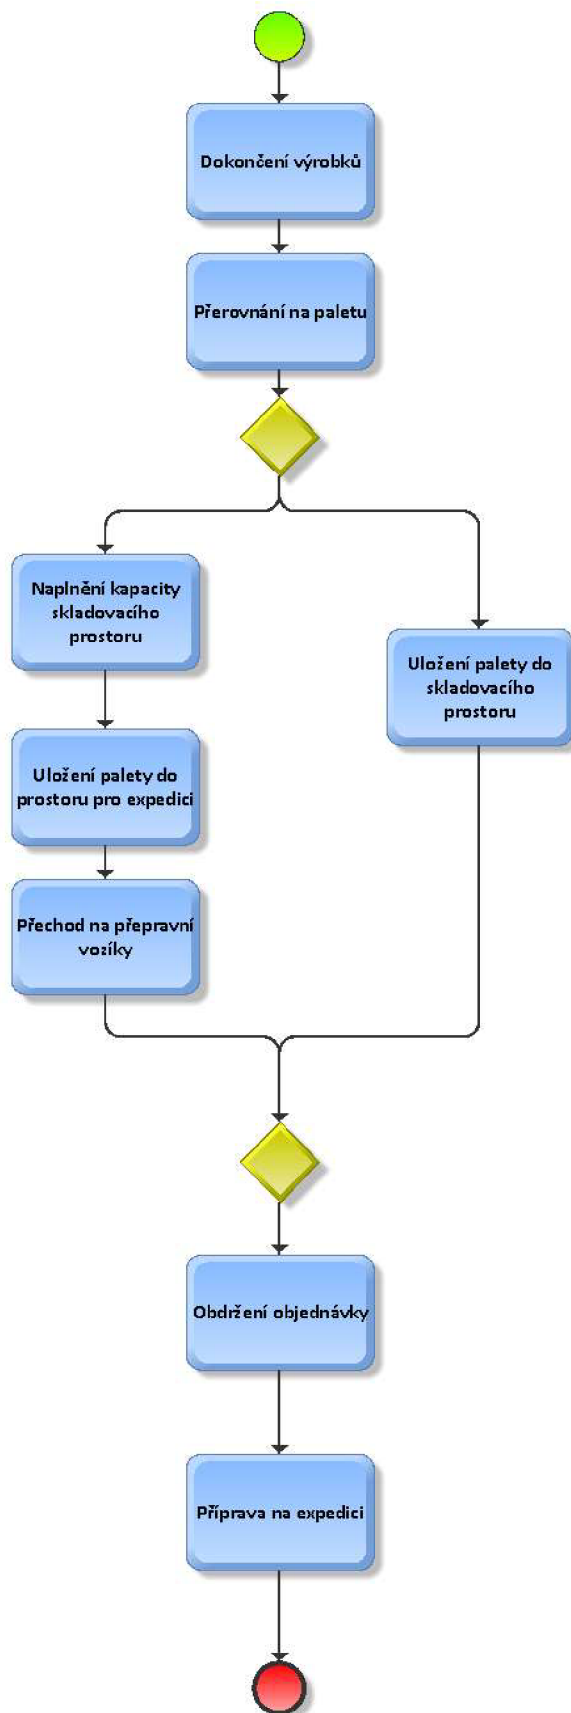 Dokončení výrobků
Přerovnání na paletu
Naplnění kapacity
skladovacího
prostoru
Uložení palety do
skladovacího
prostoru
Uložení palety do
prostoru pro expedici
Přechod na přepravní
vozíky
Obdržení objednávky
Příprava na expedici